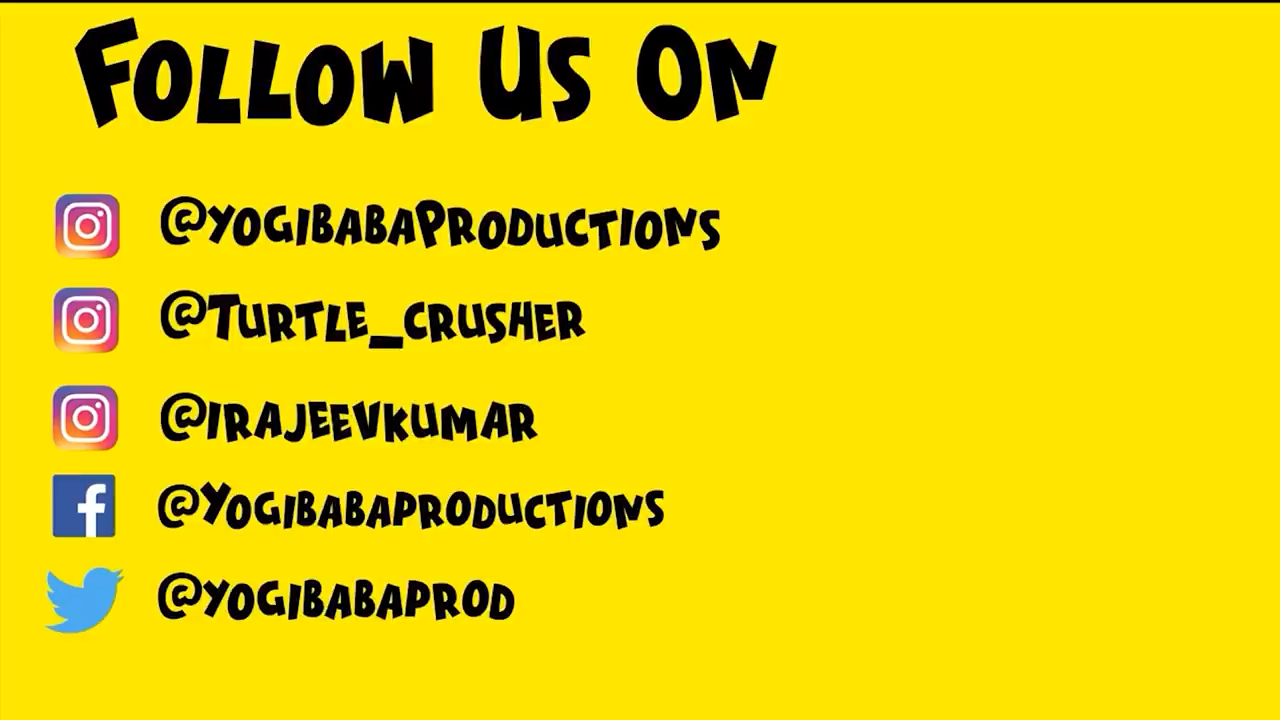 Follow Us On
@yogibabaProductions
@Turtle_crusher
@irajeevkumar
@Yogibabaproductions
@yogibabaprod